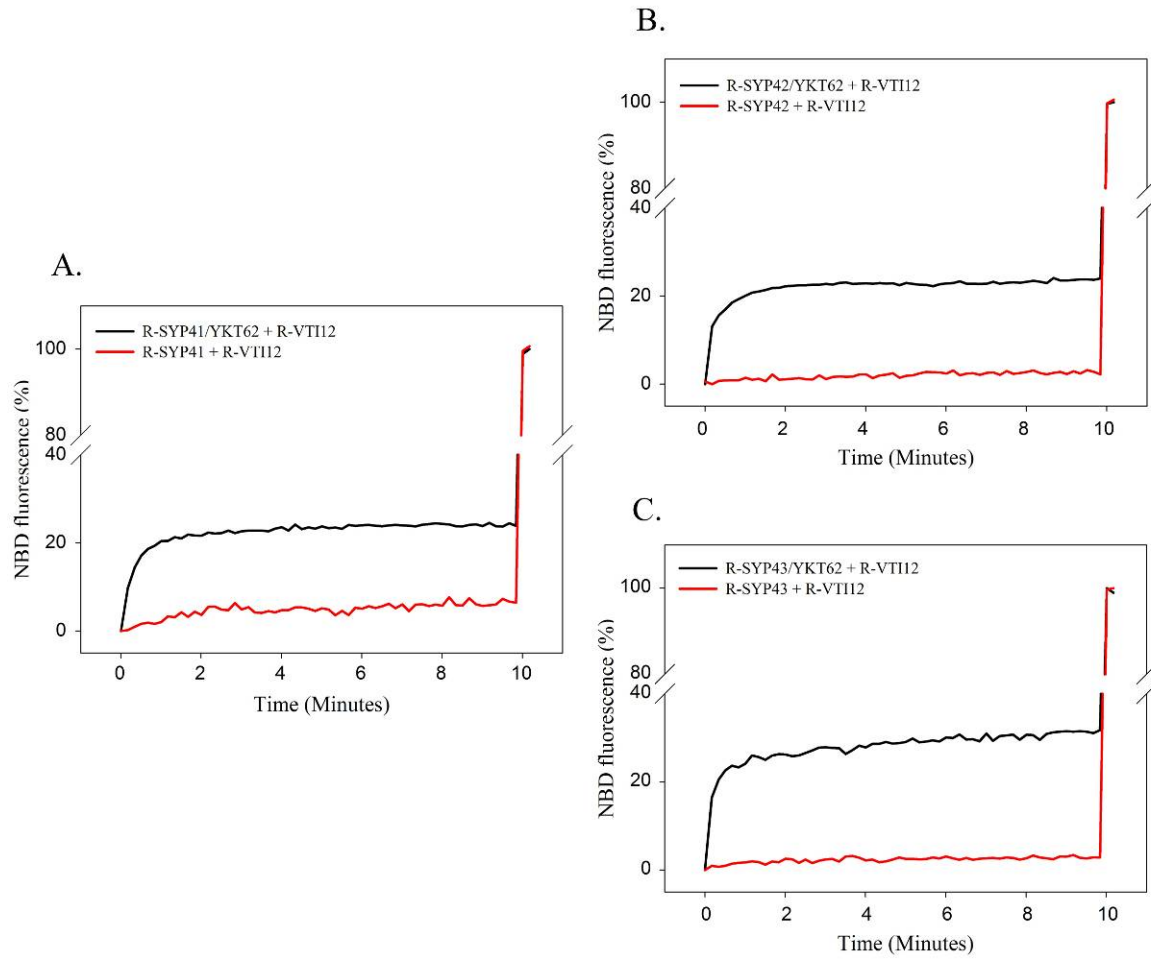 A.
R-SYP41/YKT62 + R-VTI12
R-SYP41 + R-VTI12
NBD fluorescence (%)
100
80
40
20
0
0 2 4 6 8 10
Time (Minutes)
B.
R-SYP42/YKT62 + R-VTI12
R-SYP42 + R-VTI12
NBD fluorescence (%)
100
80
40
20
0
0 2 4 6 8 10
Time (Minutes)
C.
R-SYP43/YKT62 + R-VTI12
R-SYP43 + R-VTI12
NBD fluorescence (%)
100
80
40
20
0
0 2 4 6 8 10
Time (Minutes)